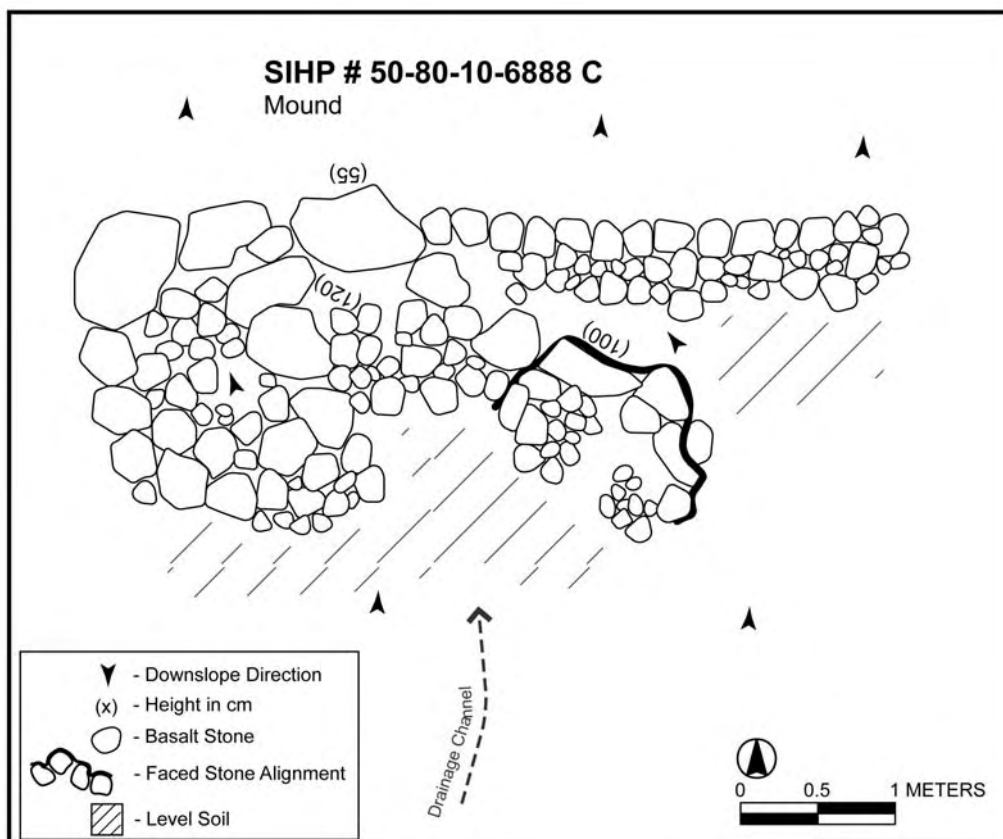 SIHP # 50-80-10-6888 C
Mound
(55)
(120)
(100)
Drainage Channel
- Downslope Direction
(x) - Height in cm
- Basalt Stone
- Faced Stone Alignment
- Level Soil
0 0.5 1 METERS